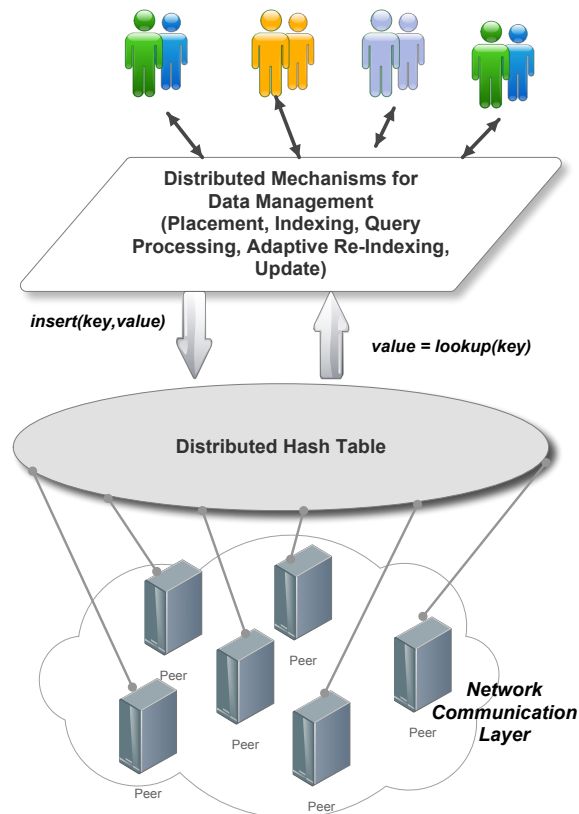 Distributed Mechanisms for
Data Management
(Placement, Indexing, Query
Processing, Adaptive Re-Indexing,
Update)
insert(key,value)
value = lookup(key)
Distributed Hash Table
Peer
Peer
Peer
Peer
Network
Communication
Layer
Peer
Peer